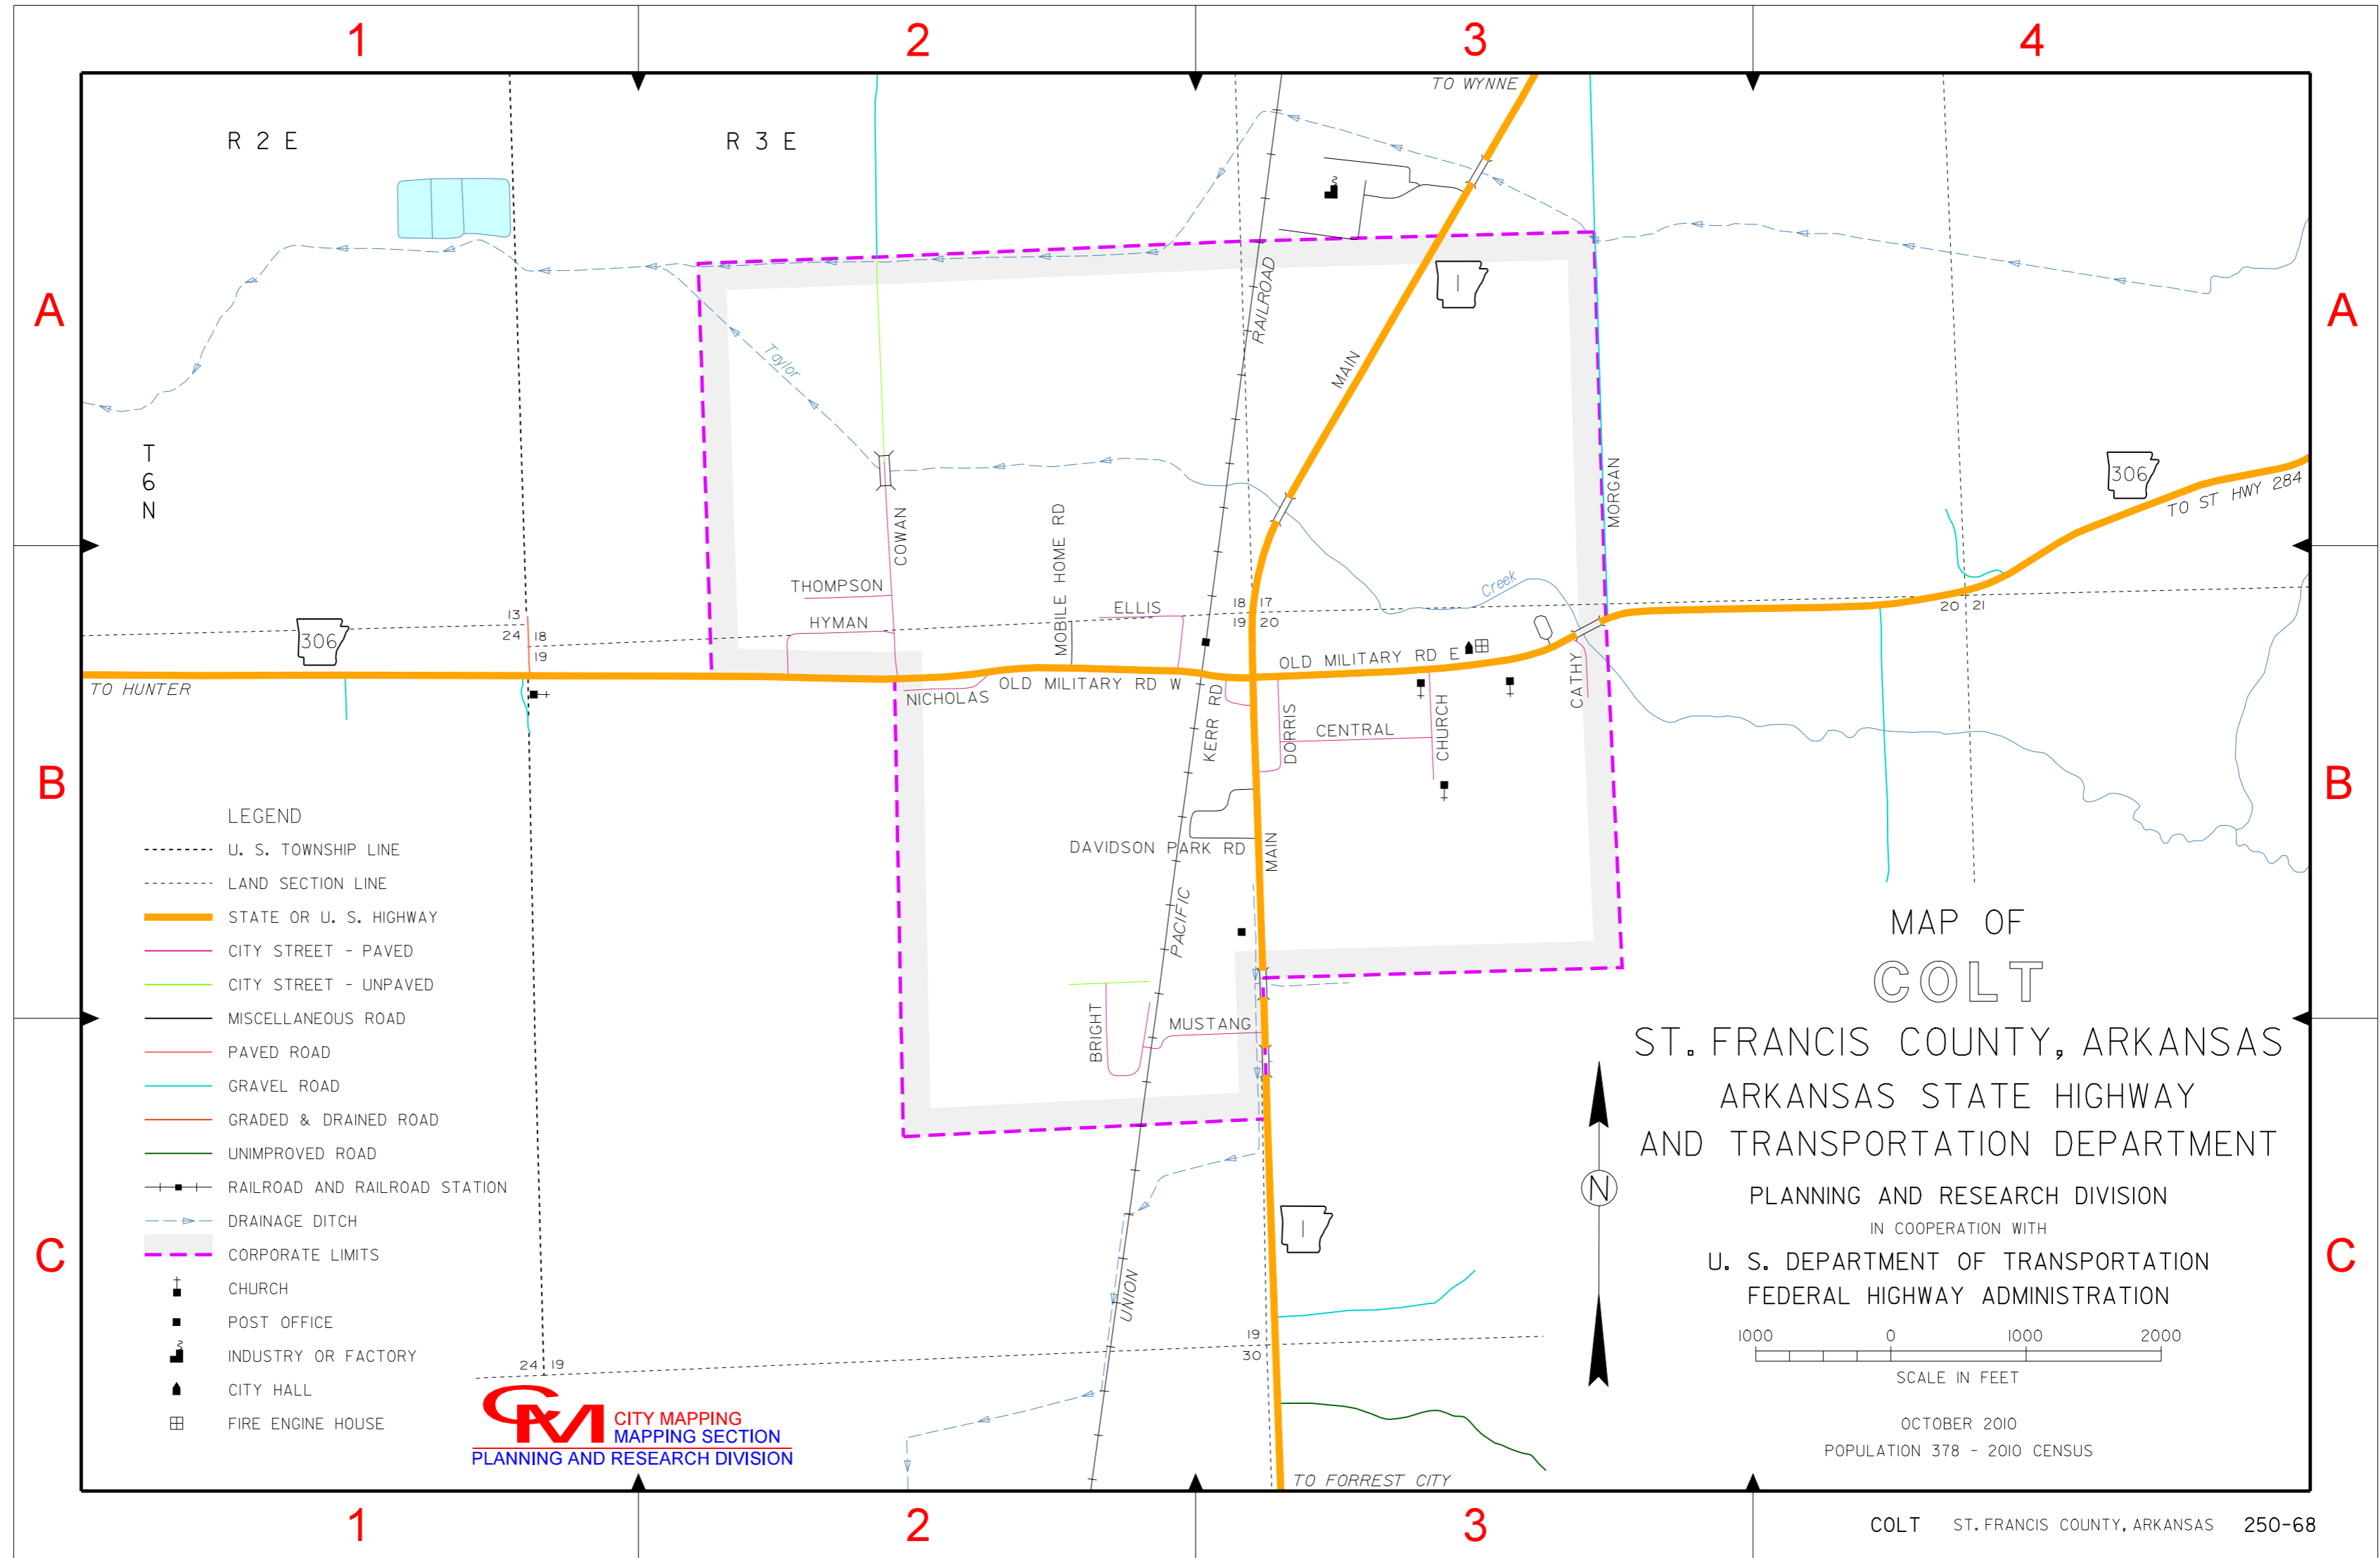 1 2 3 4
TO WYNNE
R 2 E
R 3 E
A
A
RAILROAD
1
MAIN
Taylor
T
6
N
306
TO ST HWY 284
MORGAN
COWAN
MOBILE HOME RD
THOMPSON
Creek
ELLIS
HYMAN
13
24
18
19
18 17
19 20
20 21
306
OLD MILITARY RD E
TO HUNTER
NICHOLAS
OLD MILITARY RD W
KERR RD
DORRIS
CENTRAL
CHURCH
CATHY
B
B
DAVIDSON PARK RD
MAIN
PACIFIC
BRIGHT
MUSTANG
LEGEND
U. S. TOWNSHIP LINE
LAND SECTION LINE
STATE OR U. S. HIGHWAY
CITY STREET - PAVED
CITY STREET - UNPAVED
MISCELLANEOUS ROAD
PAVED ROAD
GRAVEL ROAD
GRADED & DRAINED ROAD
UNIMPROVED ROAD
RAILROAD AND RAILROAD STATION
DRAINAGE DITCH
CORPORATE LIMITS
CHURCH
POST OFFICE
INDUSTRY OR FACTORY
CITY HALL
FIRE ENGINE HOUSE
MAP OF
COLT
ST. FRANCIS COUNTY, ARKANSAS
ARKANSAS STATE HIGHWAY
AND TRANSPORTATION DEPARTMENT
PLANNING AND RESEARCH DIVISION
IN COOPERATION WITH
U. S. DEPARTMENT OF TRANSPORTATION
FEDERAL HIGHWAY ADMINISTRATION
1000 0 1000 2000
SCALE IN FEET
OCTOBER 2010
POPULATION 378 - 2010 CENSUS
N
C
C
1
UNION
24 19
19
30
CM
CITY MAPPING
MAPPING SECTION
PLANNING AND RESEARCH DIVISION
TO FORREST CITY
1 2 3
COLT ST. FRANCIS COUNTY, ARKANSAS 250-68